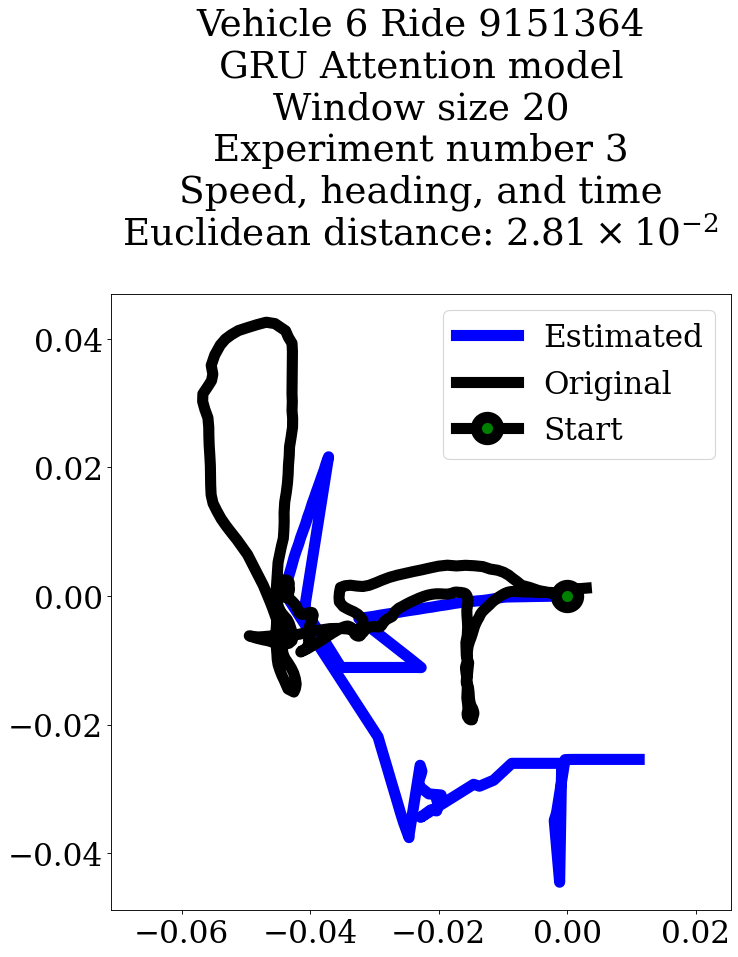 Vehicle 6 Ride 9151364
GRU Attention model
Window size 20
Experiment number 3
Speed, heading, and time
Euclidean distance: 2.81 × 10⁻²
Estimated
Original
Start
0.04
0.02
0.00
−0.02
−0.04
−0.06 −0.04 −0.02 0.00 0.02